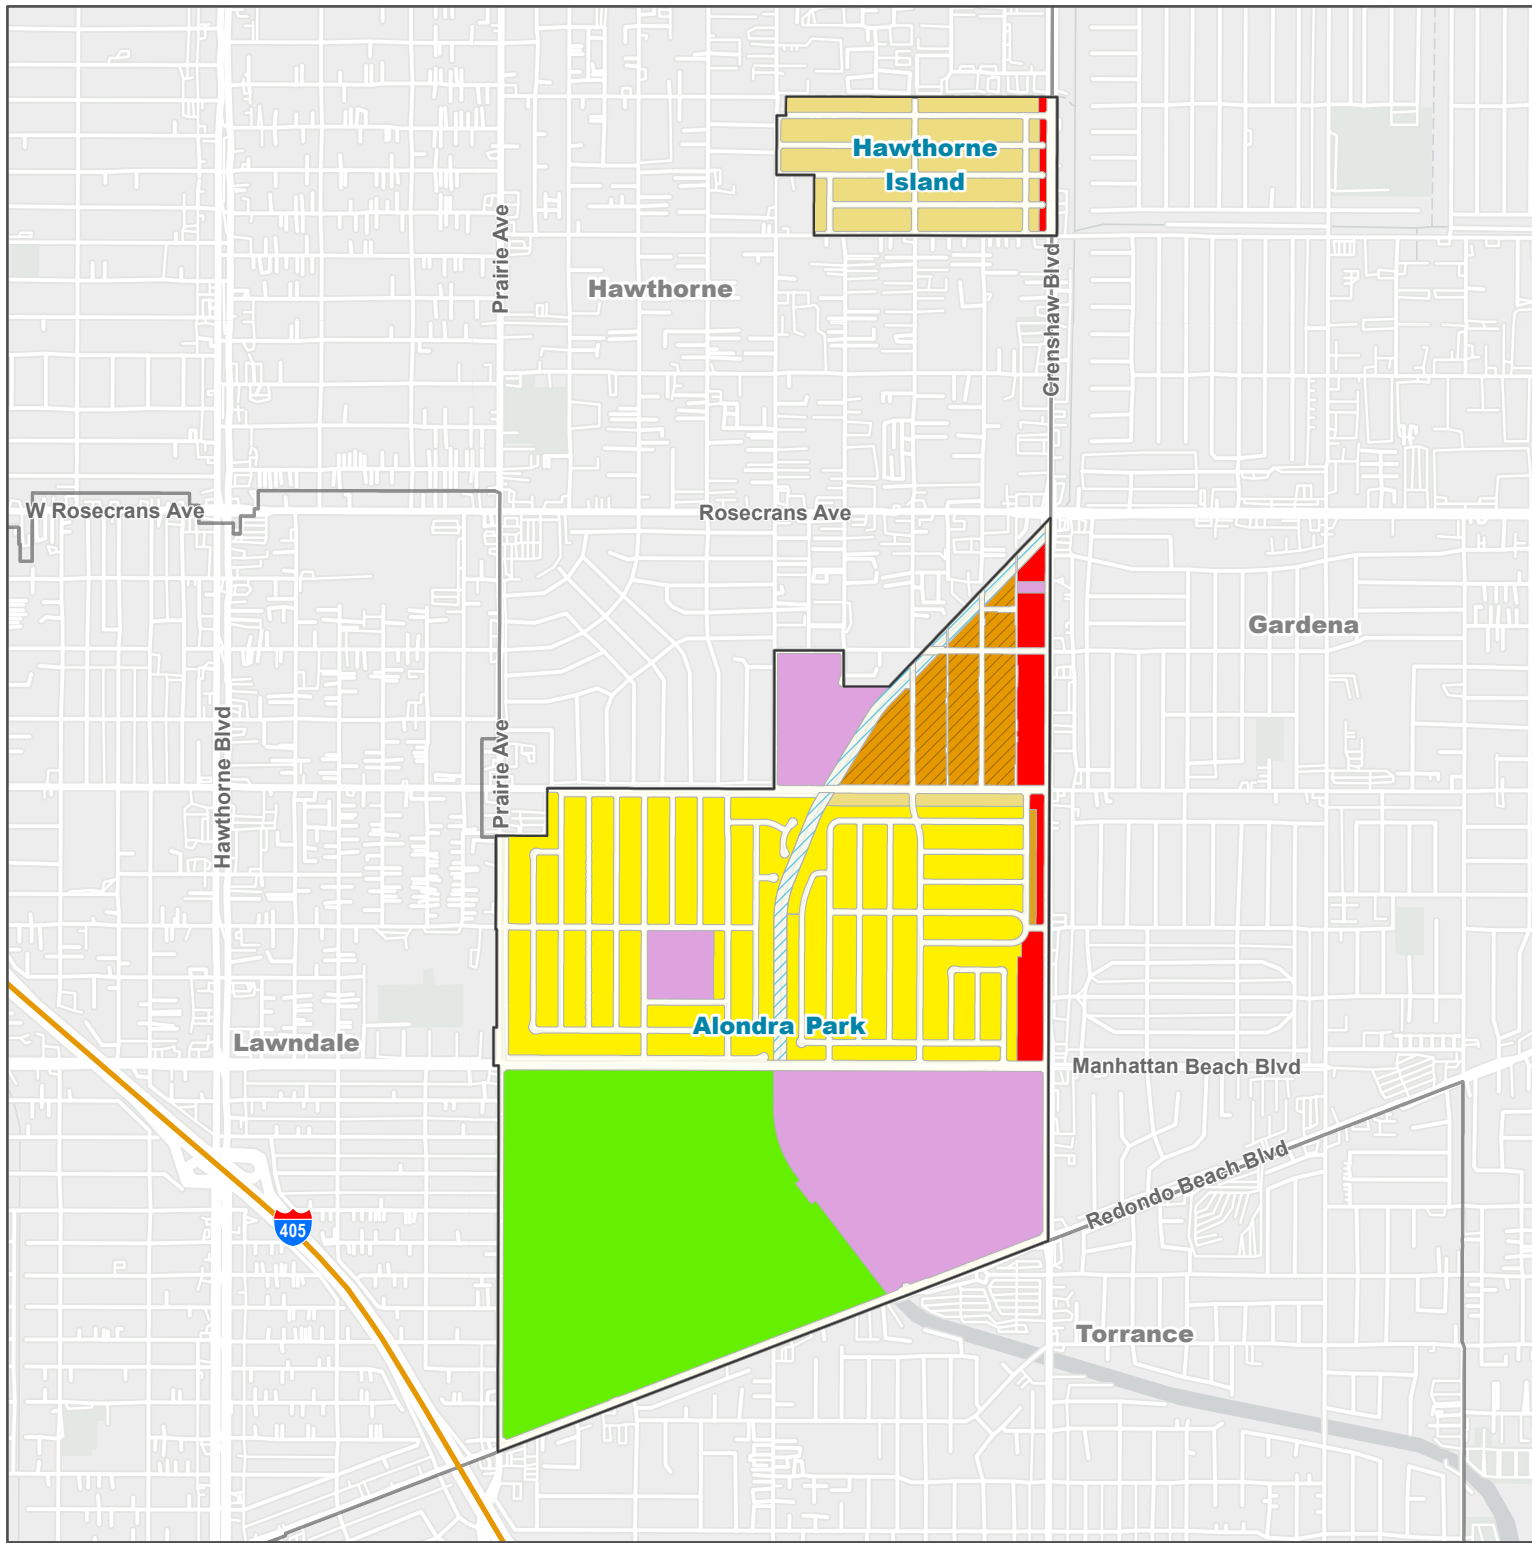 Hawthorne
Island
Prairie Ave
Hawthorne
Crenshaw Blvd
W Rosecrans Ave
Rosecrans Ave
Gardena
Hawthorne Blvd
Prairie Ave
Alondra Park
Lawndale
Manhattan Beach Blvd
Redondo Beach Blvd
405
Torrance